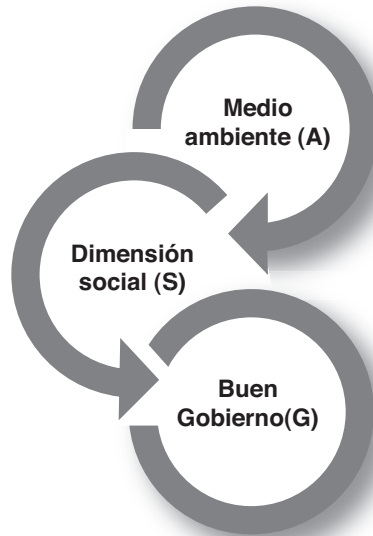 Medio
ambiente (A)
Dimensión
social (S)
Buen
Gobierno(G)